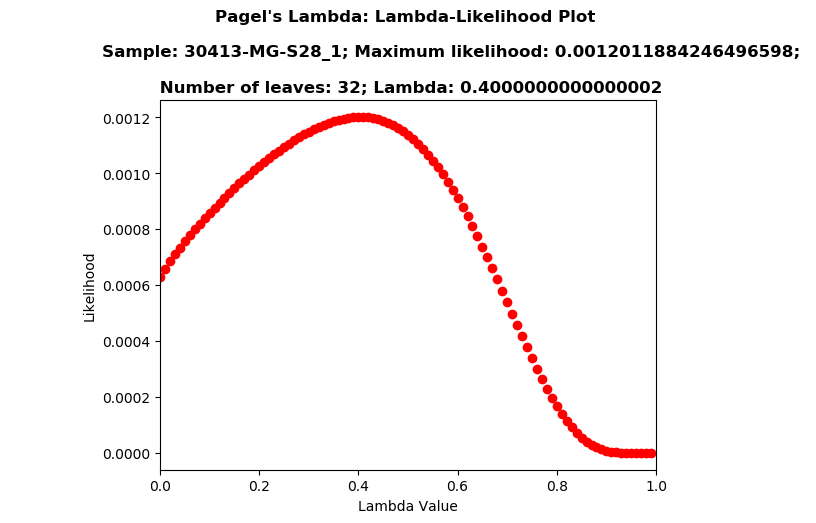 Pagel's Lambda: Lambda-Likelihood Plot
Sample: 30413-MG-S28_1; Maximum likelihood: 0.0012011884246496598;
Number of leaves: 32; Lambda: 0.4000000000000002
0.0012
0.0010
0.0008
0.0006
0.0004
0.0002
0.0000
Likelihood
0.0
0.2
0.4
0.6
0.8
1.0
Lambda Value